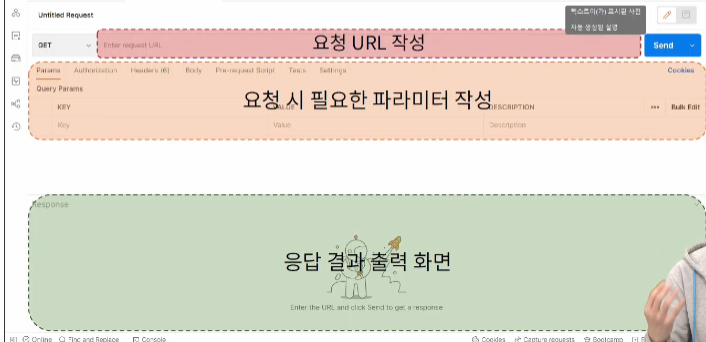 텍스트이(가) 표시된 사진
자동 생성된 설명
Untitled Request
GET
Enter request URL
요청 URL 작성
Send
Params Authorization Headers (6) Body Pre-request Script Tests Settings Cookies
Query Params
요청 시 필요한 파라미터 작성
KEY VALUE DESCRIPTION ••• Bulk Edit
Key Value Description
Response
응답 결과 출력 화면
Enter the URL and click Send to get a response
Online Find and Replace Console Cookies Capture requests Bootcamp